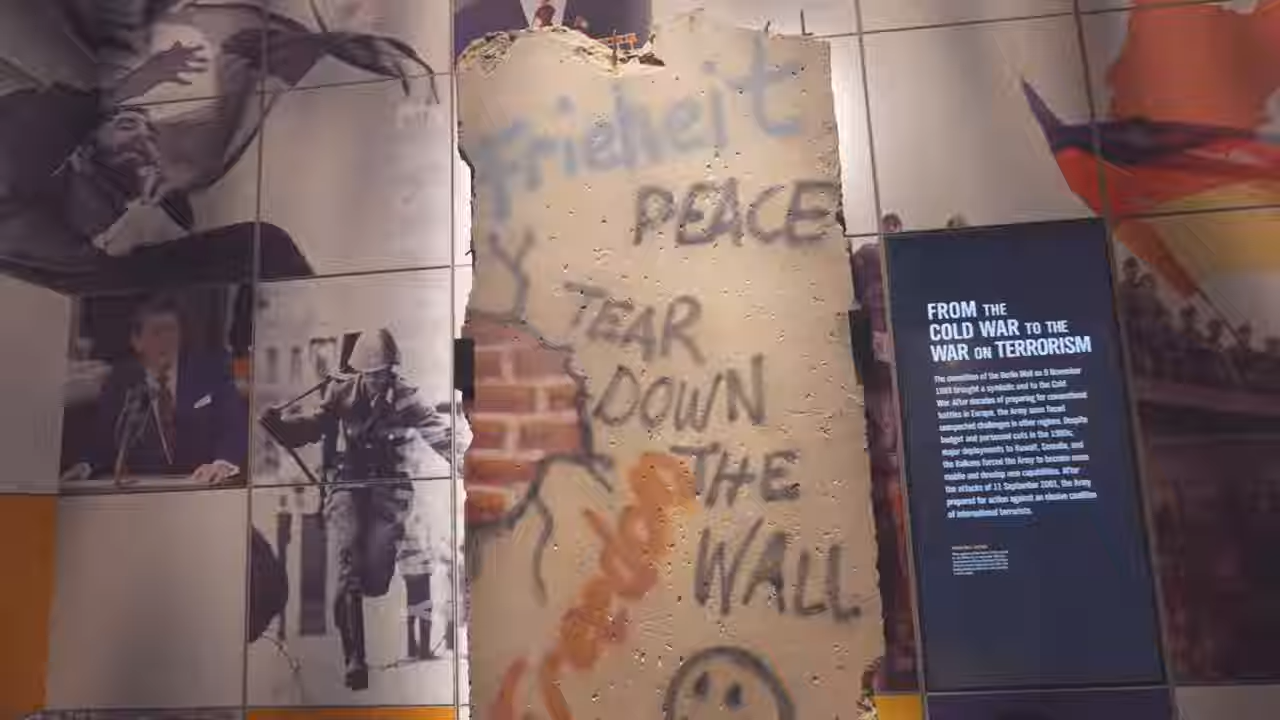 Frieheit
PEACE
TEAR
DOWN
THE
WALL
FROM THE
COLD WAR TO THE
WAR ON TERRORISM
The demolition of the Berlin Wall on 9 November
1989 brought a symbolic end to the Cold
War. After decades of preparing for conventional
battles in Europe, the Army soon faced
unexpected challenges in other regions. Despite
budget and personnel cuts in the 1990s,
major deployments to Kuwait, Somalia, and
the Balkans forced the Army to become more
mobile and develop new capabilities. After
the attacks of 11 September 2001, the Army
prepared for action against an elusive coalition
of international terrorists.